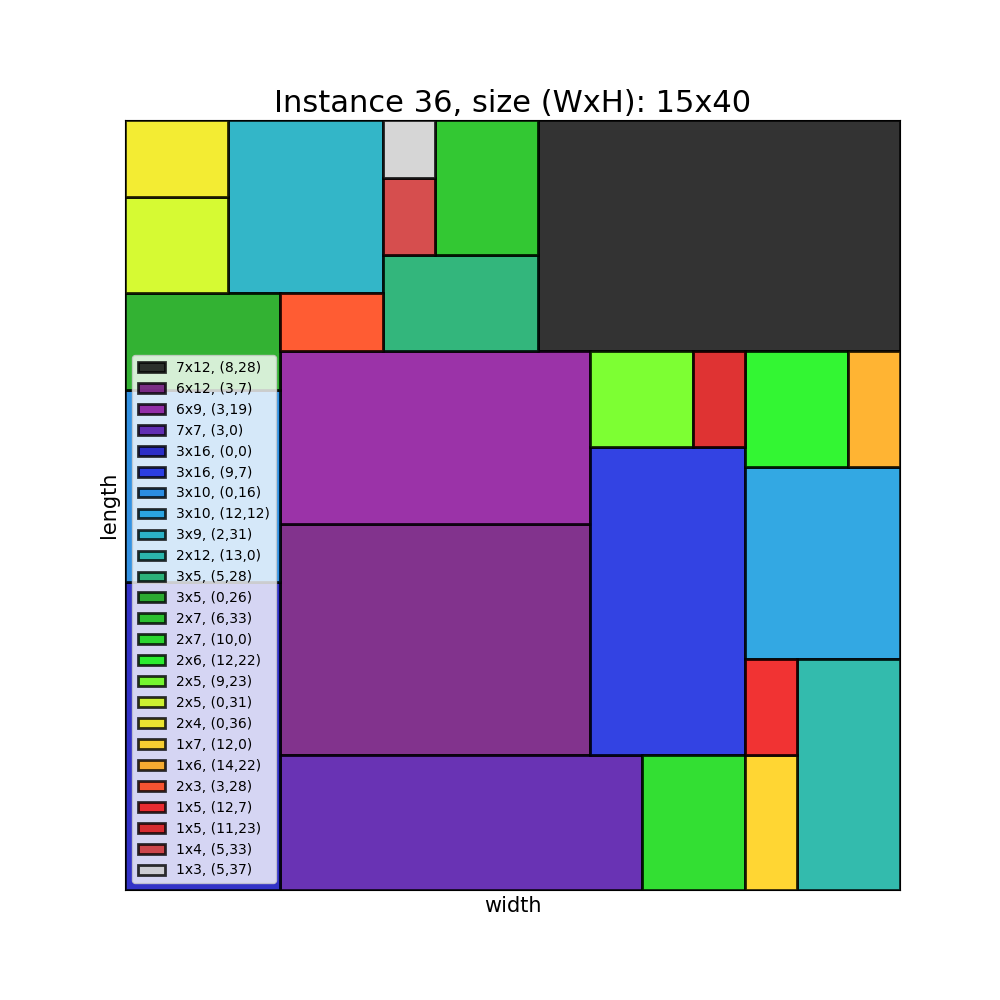 Instance 36, size (WxH): 15x40
length
7x12, (8,28)
6x12, (3,7)
6x9, (3,19)
7x7, (3,0)
3x16, (0,0)
3x16, (9,7)
3x10, (0,16)
3x10, (12,12)
3x9, (2,31)
2x12, (13,0)
3x5, (5,28)
3x5, (0,26)
2x7, (6,33)
2x7, (10,0)
2x6, (12,22)
2x5, (9,23)
2x5, (0,31)
2x4, (0,36)
1x7, (12,0)
1x6, (14,22)
2x3, (3,28)
1x5, (12,7)
1x5, (11,23)
1x4, (5,33)
1x3, (5,37)
width